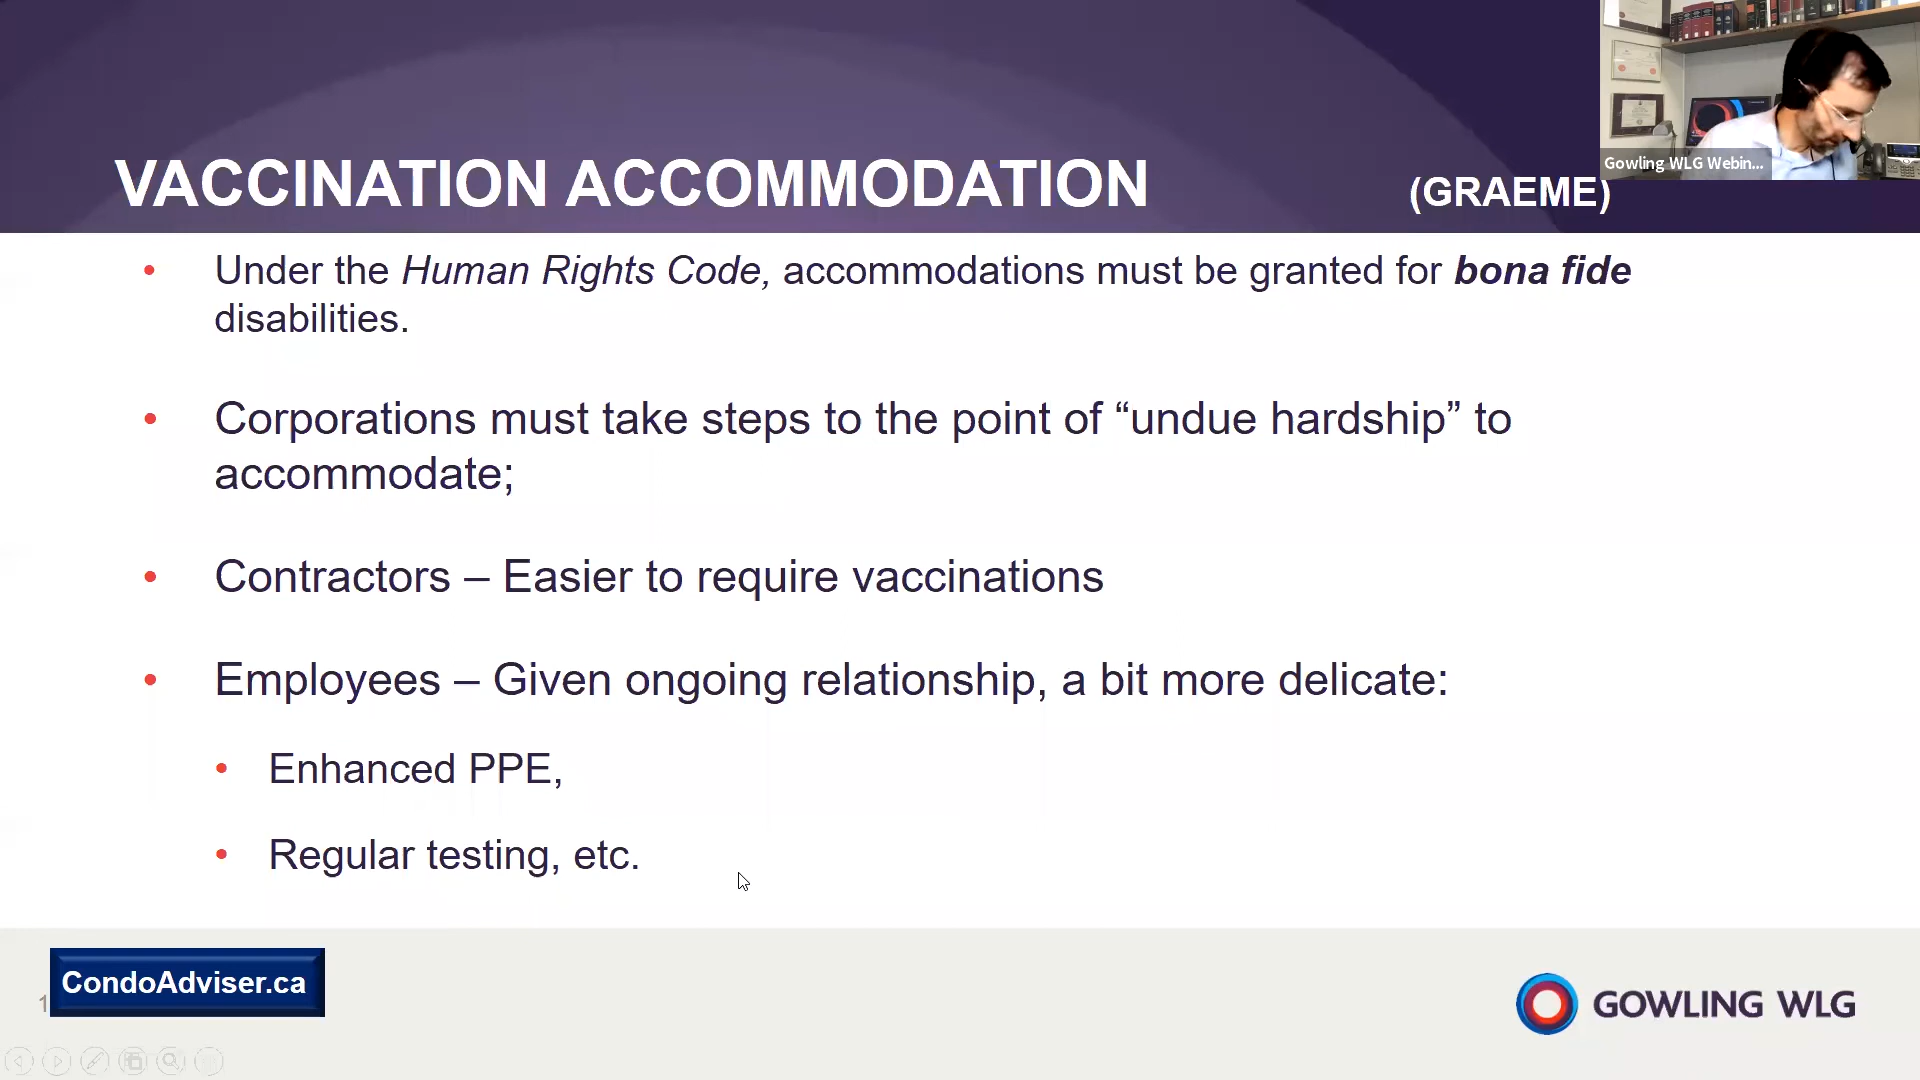 Gowling WLG Webin...
VACCINATION ACCOMMODATION
(GRAEME)
• Under the Human Rights Code, accommodations must be granted for bona fide
disabilities.
• Corporations must take steps to the point of “undue hardship” to
accommodate;
• Contractors – Easier to require vaccinations
• Employees – Given ongoing relationship, a bit more delicate:
• Enhanced PPE,
• Regular testing, etc.
CondoAdviser.ca
1
GOWLING WLG